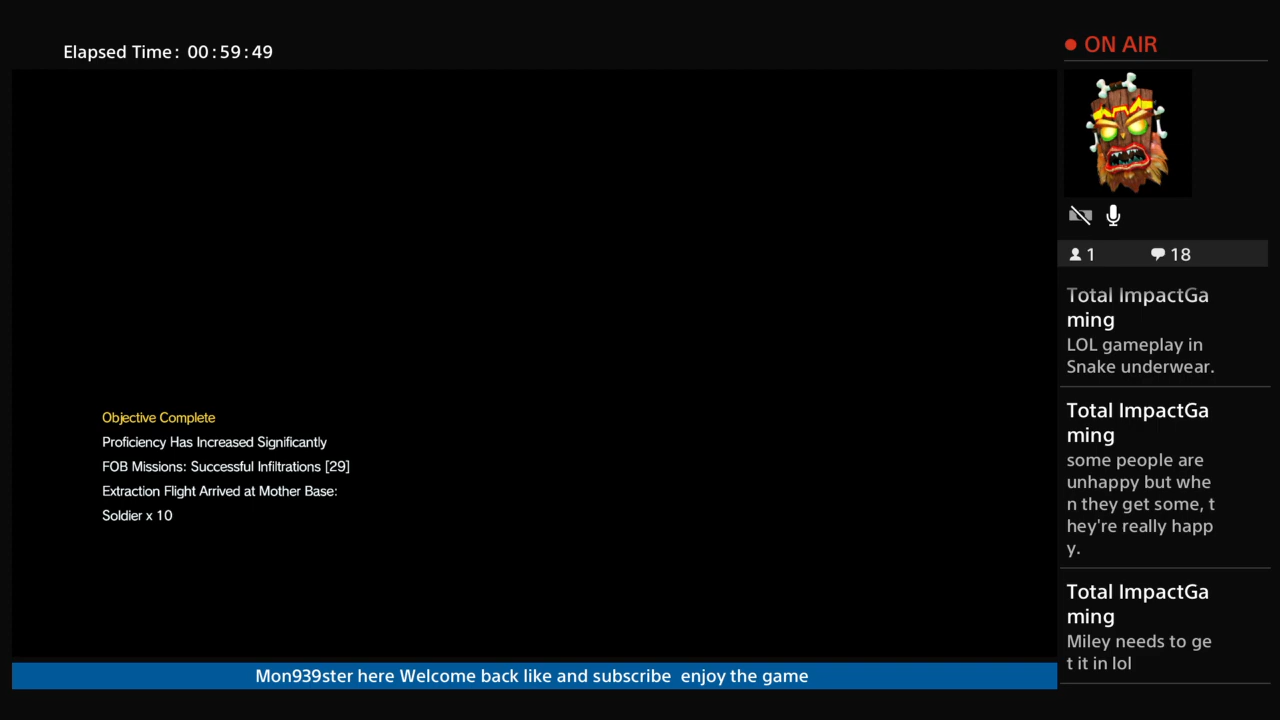 Elapsed Time: 00:59:49
ON AIR
1 18
Total ImpactGa
ming
LOL gameplay in
Snake underwear.
Total ImpactGa
ming
some people are
unhappy but whe
n they get some, t
hey're really happ
y.
Total ImpactGa
ming
Miley needs to ge
t it in lol
Objective Complete
Proficiency Has Increased Significantly
FOB Missions: Successful Infiltrations [29]
Extraction Flight Arrived at Mother Base:
Soldier x 10
Mon939ster here Welcome back like and subscribe enjoy the game